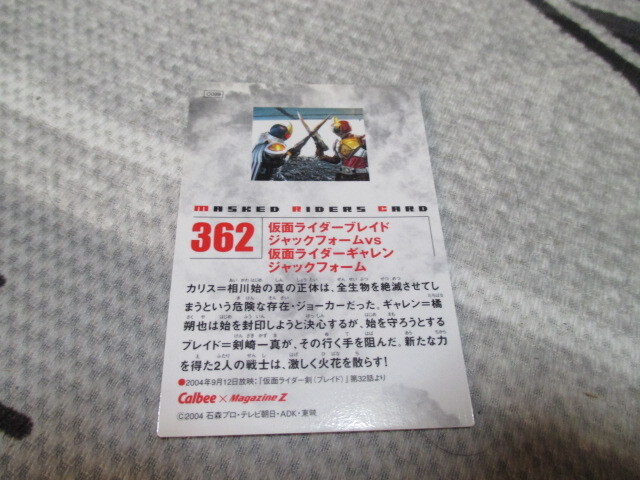 MASKED RIDERS CARD
362
仮面ライダーブレイド
ジャックフォームvs
仮面ライダーギャレン
ジャックフォーム
カリス=相川始の真の正体は、全生物を絶滅させてし
まうという危険な存在・ジョーカーだった。ギャレン=橘
朔也は始を封印しようと決心するが、始を守ろうとする
ブレイド=剣崎一真が、その行く手を阻んだ。新たな力
を得た2人の戦士は、激しく火花を散らす!
●2004年9月12日放映:「仮面ライダー剣(ブレイド)」第32話より
Calbee × Magazine Z
©2004 石森プロ・テレビ朝日・ADK・東映